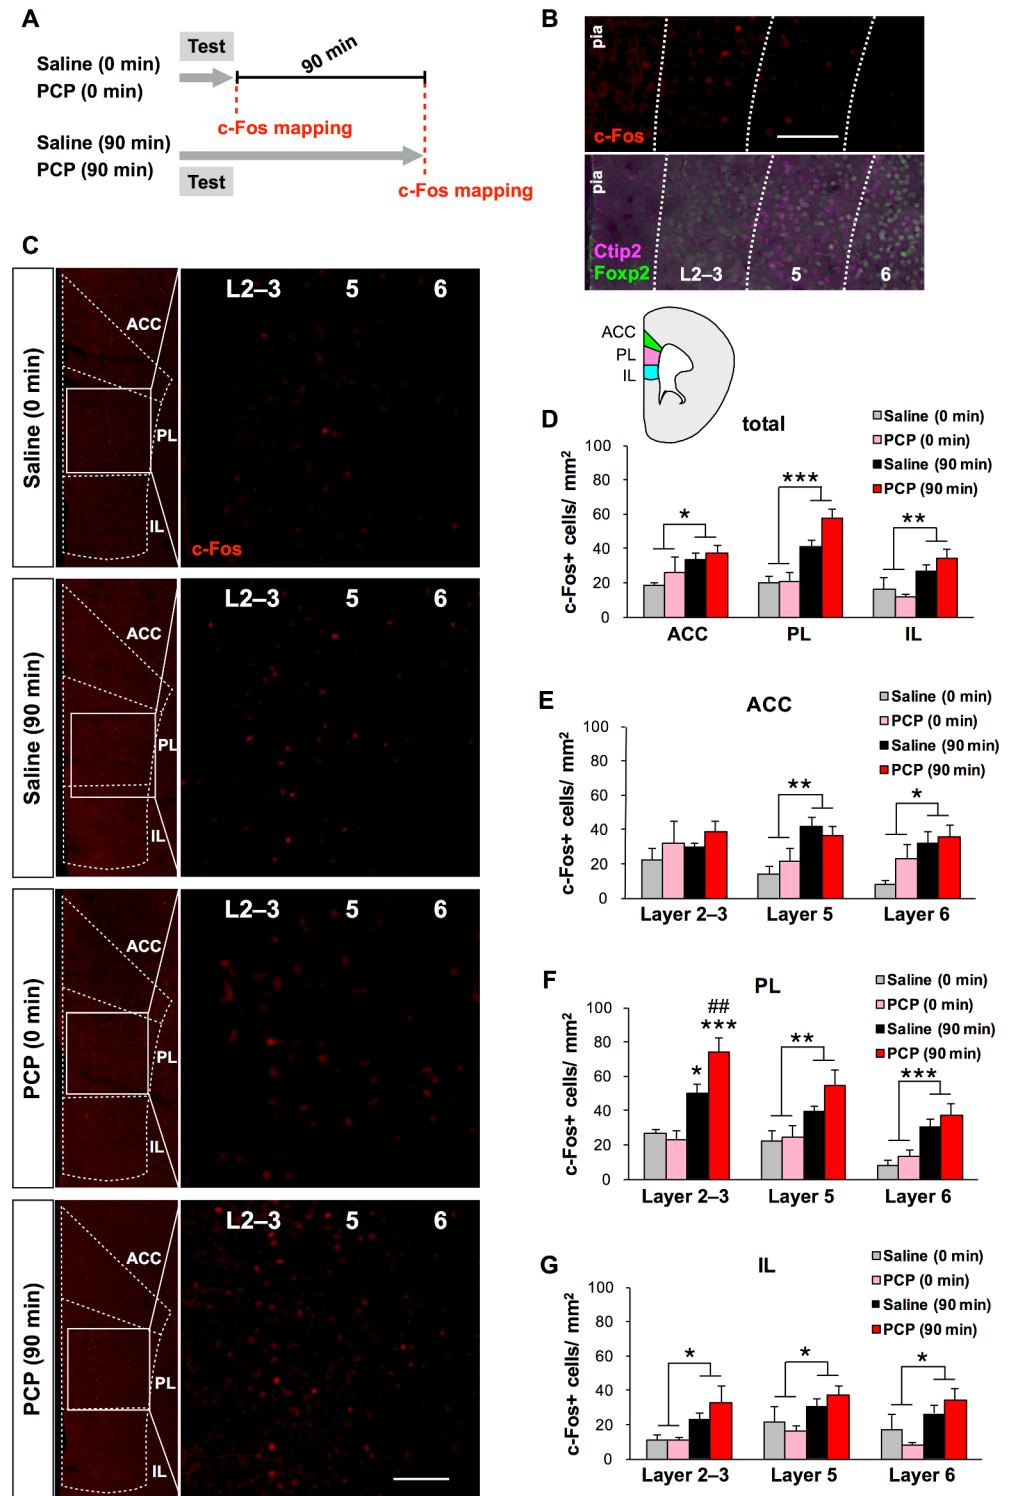 A
Test
Saline (0 min)
PCP (0 min)
90 min
c-Fos mapping
Saline (90 min)
PCP (90 min)
Test
c-Fos mapping
B
pia
c-Fos
pia
Ctip2
Foxp2
L2–3
5
6
C
Saline (0 min)
ACC
PL
IL
L2–3
5
6
c-Fos
Saline (90 min)
ACC
PL
IL
L2–3
5
6
PCP (0 min)
ACC
PL
IL
L2–3
5
6
PCP (90 min)
ACC
PL
IL
L2–3
5
6
ACC
PL
IL
D
total
Saline (0 min)
PCP (0 min)
Saline (90 min)
PCP (90 min)
c-Fos+ cells/ mm²
100
80
60
40
20
0
*
***
**
ACC
PL
IL
E
ACC
Saline (0 min)
PCP (0 min)
Saline (90 min)
PCP (90 min)
c-Fos+ cells/ mm²
100
80
60
40
20
0
**
*
Layer 2–3
Layer 5
Layer 6
F
PL
Saline (0 min)
PCP (0 min)
Saline (90 min)
PCP (90 min)
c-Fos+ cells/ mm²
100
80
60
40
20
0
*
##
***
**
***
Layer 2–3
Layer 5
Layer 6
G
IL
Saline (0 min)
PCP (0 min)
Saline (90 min)
PCP (90 min)
c-Fos+ cells/ mm²
100
80
60
40
20
0
*
*
*
Layer 2–3
Layer 5
Layer 6